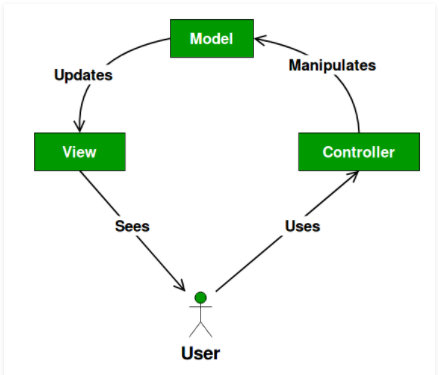 Model
Updates
Manipulates
View
Controller
Sees
Uses
User